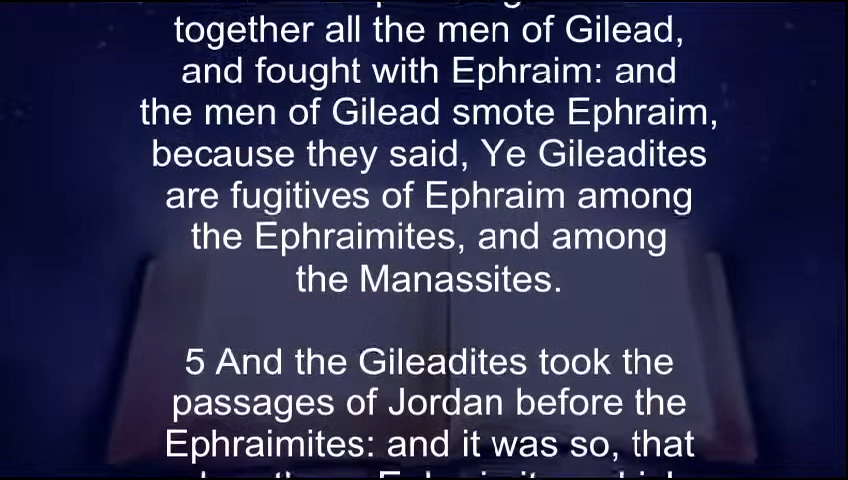 together all the men of Gilead,
and fought with Ephraim: and
the men of Gilead smote Ephraim,
because they said, Ye Gileadites
are fugitives of Ephraim among
the Ephraimites, and among
the Manassites.
5 And the Gileadites took the
passages of Jordan before the
Ephraimites: and it was so, that